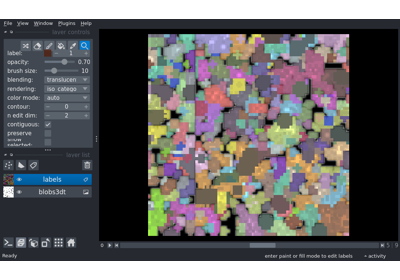 File View Window Plugins Help
layer controls
label: 1
opacity: 0.70
brush size: 10
blending: translucen
rendering: iso_catego
color mode: auto
contour: 0
n edit dim: 2
contiguous:
preserve
show
selected:
layer list
labels
blobs3dt
Ready
enter paint or fill mode to edit labels
activity